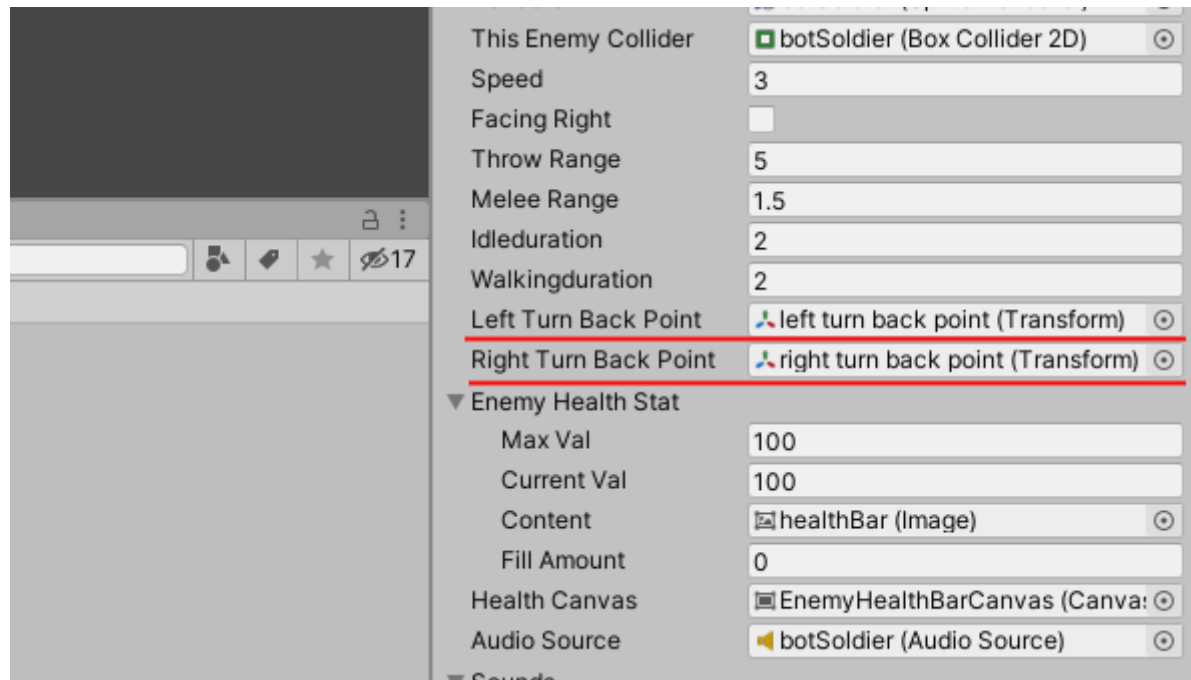 This Enemy Collider botSoldier (Box Collider 2D)
Speed 3
Facing Right
Throw Range 5
Melee Range 1.5
Idleduration 2
17
Walkingduration 2
Left Turn Back Point left turn back point (Transform)
Right Turn Back Point right turn back point (Transform)
Enemy Health Stat
Max Val 100
Current Val 100
Content healthBar (Image)
Fill Amount 0
Health Canvas EnemyHealthBarCanvas (Canva
Audio Source botSoldier (Audio Source)